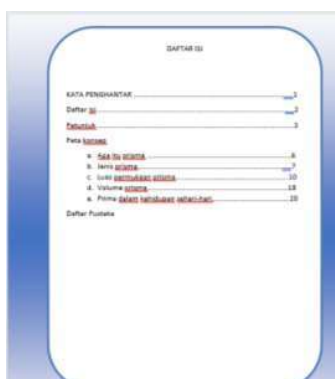 DAFTAR ISI
KATA PENGHANTAR ........................................ 1
Daftar isi ........................................ 2
Petunjuk ........................................ 3
Peta konsep
a. Apa itu prisma ........................................ 6
b. Jenis prisma ........................................ 7
c. Luas permukaan prisma ........................................ 10
d. Volume prisma ........................................ 18
e. Prima dalam kehidupan sehari-hari ........................................ 20
Daftar Pustaka